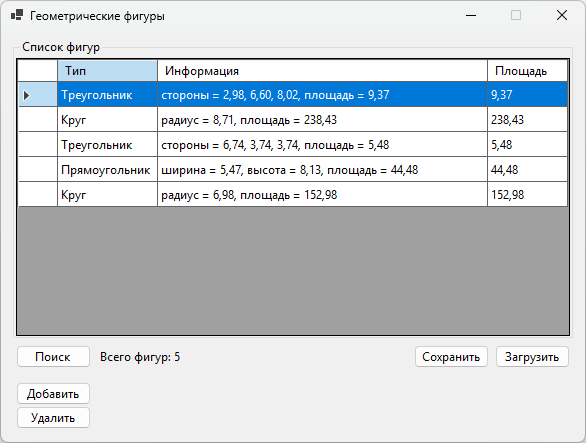 Геометрические фигуры
Список фигур
Тип Информация Площадь
Треугольник стороны = 2,98, 6,60, 8,02, площадь = 9,37 9,37
Круг радиус = 8,71, площадь = 238,43 238,43
Треугольник стороны = 6,74, 3,74, 3,74, площадь = 5,48 5,48
Прямоугольник ширина = 5,47, высота = 8,13, площадь = 44,48 44,48
Круг радиус = 6,98, площадь = 152,98 152,98
Поиск Всего фигур: 5 Сохранить Загрузить
Добавить
Удалить